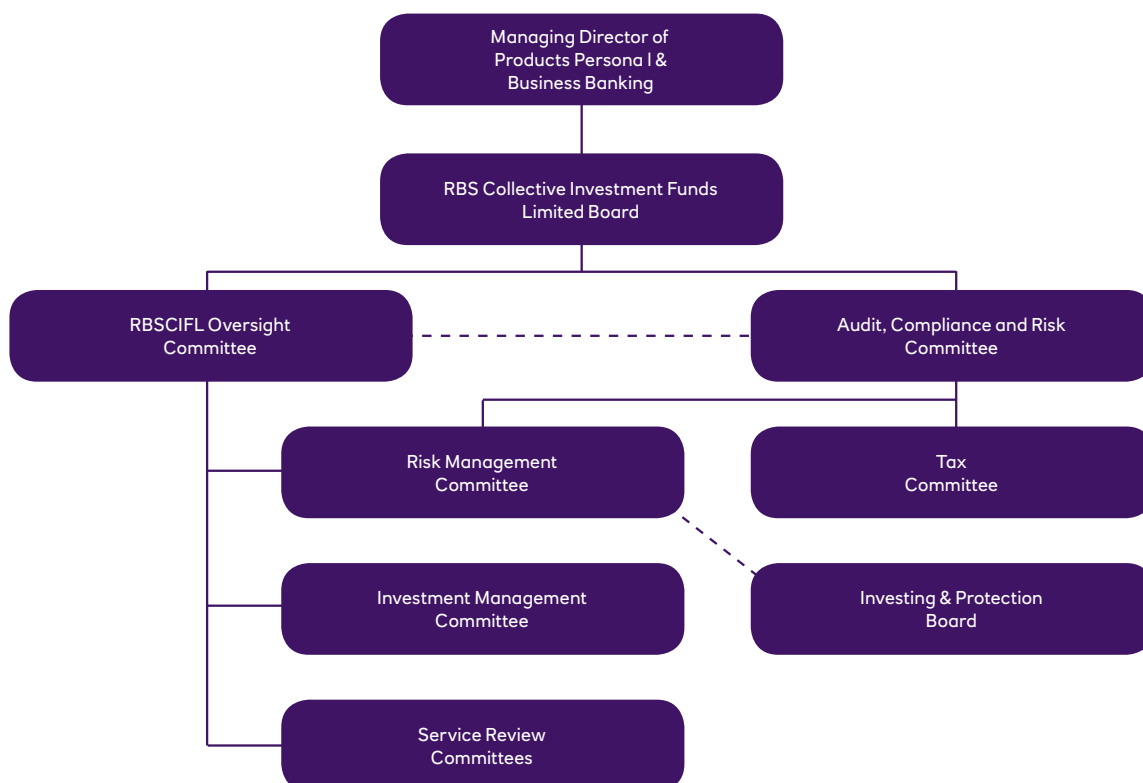 Managing Director of
Products Persona l &
Business Banking
RBS Collective Investment Funds
Limited Board
RBSCIFL Oversight
Committee
Audit, Compliance and Risk
Committee
Risk Management
Committee
Tax
Committee
Investment Management
Committee
Investing & Protection
Board
Service Review
Committees